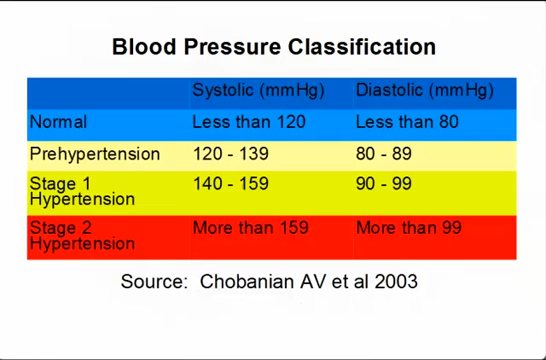 Blood Pressure Classification
Systolic (mmHg) Diastolic (mmHg)
Normal Less than 120 Less than 80
Prehypertension 120 - 139 80 - 89
Stage 1 140 - 159 90 - 99
Hypertension
Stage 2 More than 159 More than 99
Hypertension
Source: Chobanian AV et al 2003